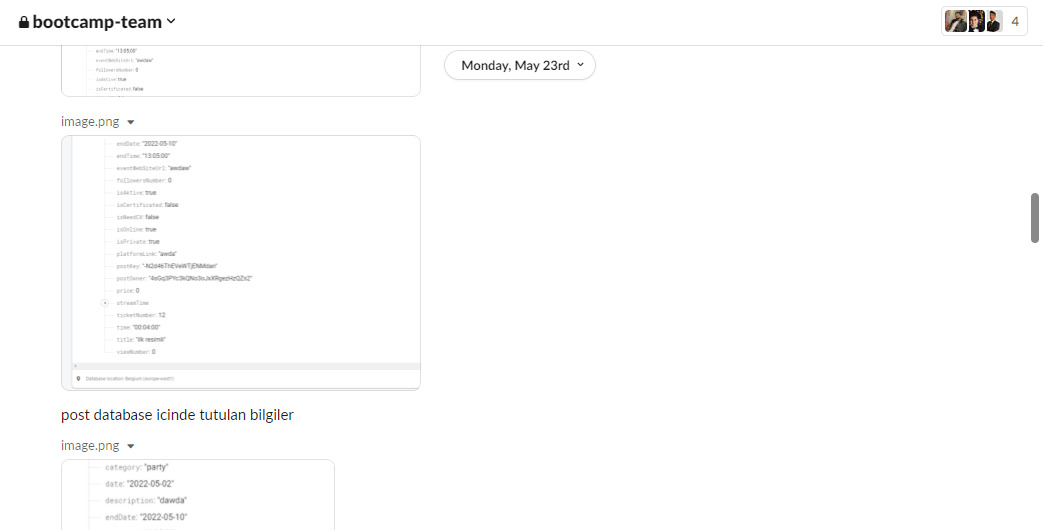 bootcamp-team
4
Monday, May 23rd
endTime: "13:05:00"
eventWebSiteUrl: "awdaw"
followersNumber: 0
isAktive: true
isCertificated: false
image.png
endDate: "2022-05-10"
endTime: "13:05:00"
eventWebSiteUrl: "awdaw"
followersNumber: 0
isAktive: true
isCertificated: false
isNeedCV: false
isOnline: true
isPrivate: true
platformLink: "awda"
postKey:
postOwner:
price: 0
streamTime
ticketNumber: 12
time: "00:04:00"
title: "ilk resimli"
viewNumber: 0
Database location: Belgium (europe-west1)
post database icinde tutulan bilgiler
image.png
category: "party"
date: "2022-05-02"
description: "dawda"
endDate: "2022-05-10"